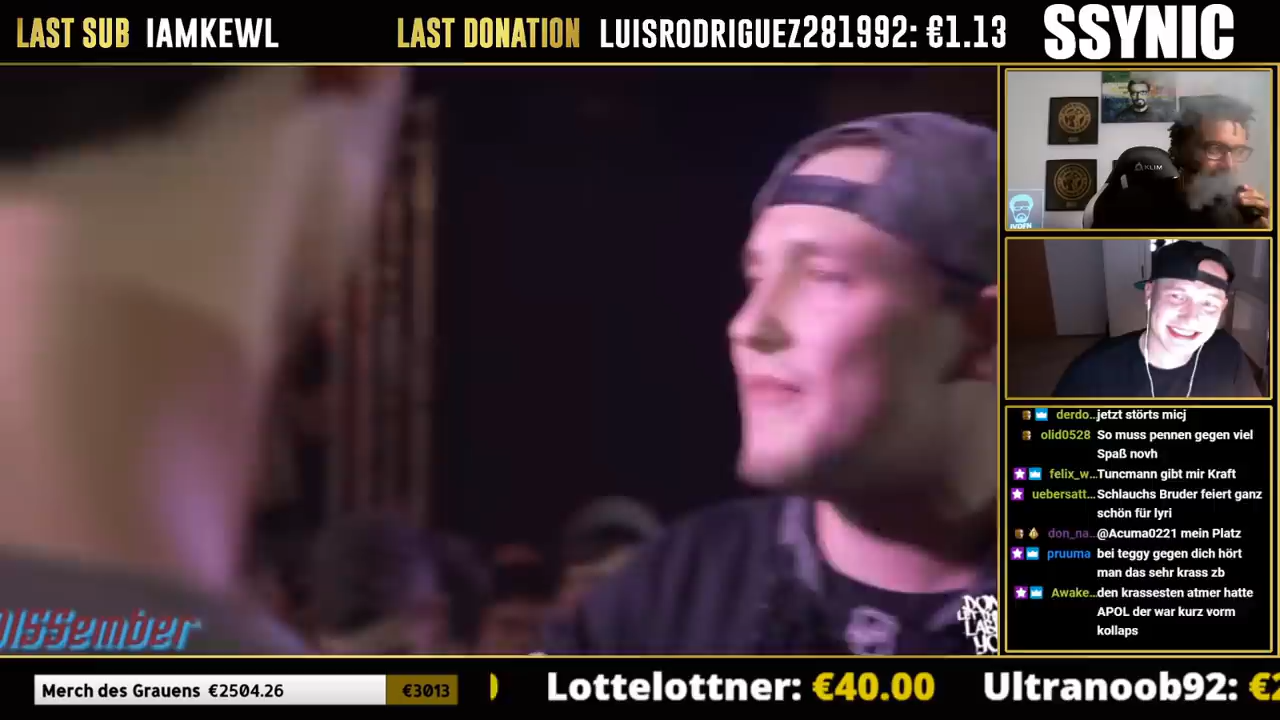 LAST SUB IAMKEWL
LAST DONATION LUISRODRIGUEZ281992: €1.13
SSYNIC
KLIM
JVDFN
derdo...jetzt störts micj
olid0528 So muss pennen gegen viel
Spaß novh
felix_w...Tuncmann gibt mir Kraft
uebersatt...Schlauchs Bruder feiert ganz
schön für lyri
don_na...@Acuma0221 mein Platz
pruuma bei teggy gegen dich hört
man das sehr krass zb
Awake...den krassesten atmer hatte
APOL der war kurz vorm
kollaps
DISSember
Merch des Grauens €2504.26
€3013
Lottelottner: €40.00
Ultranoob92: